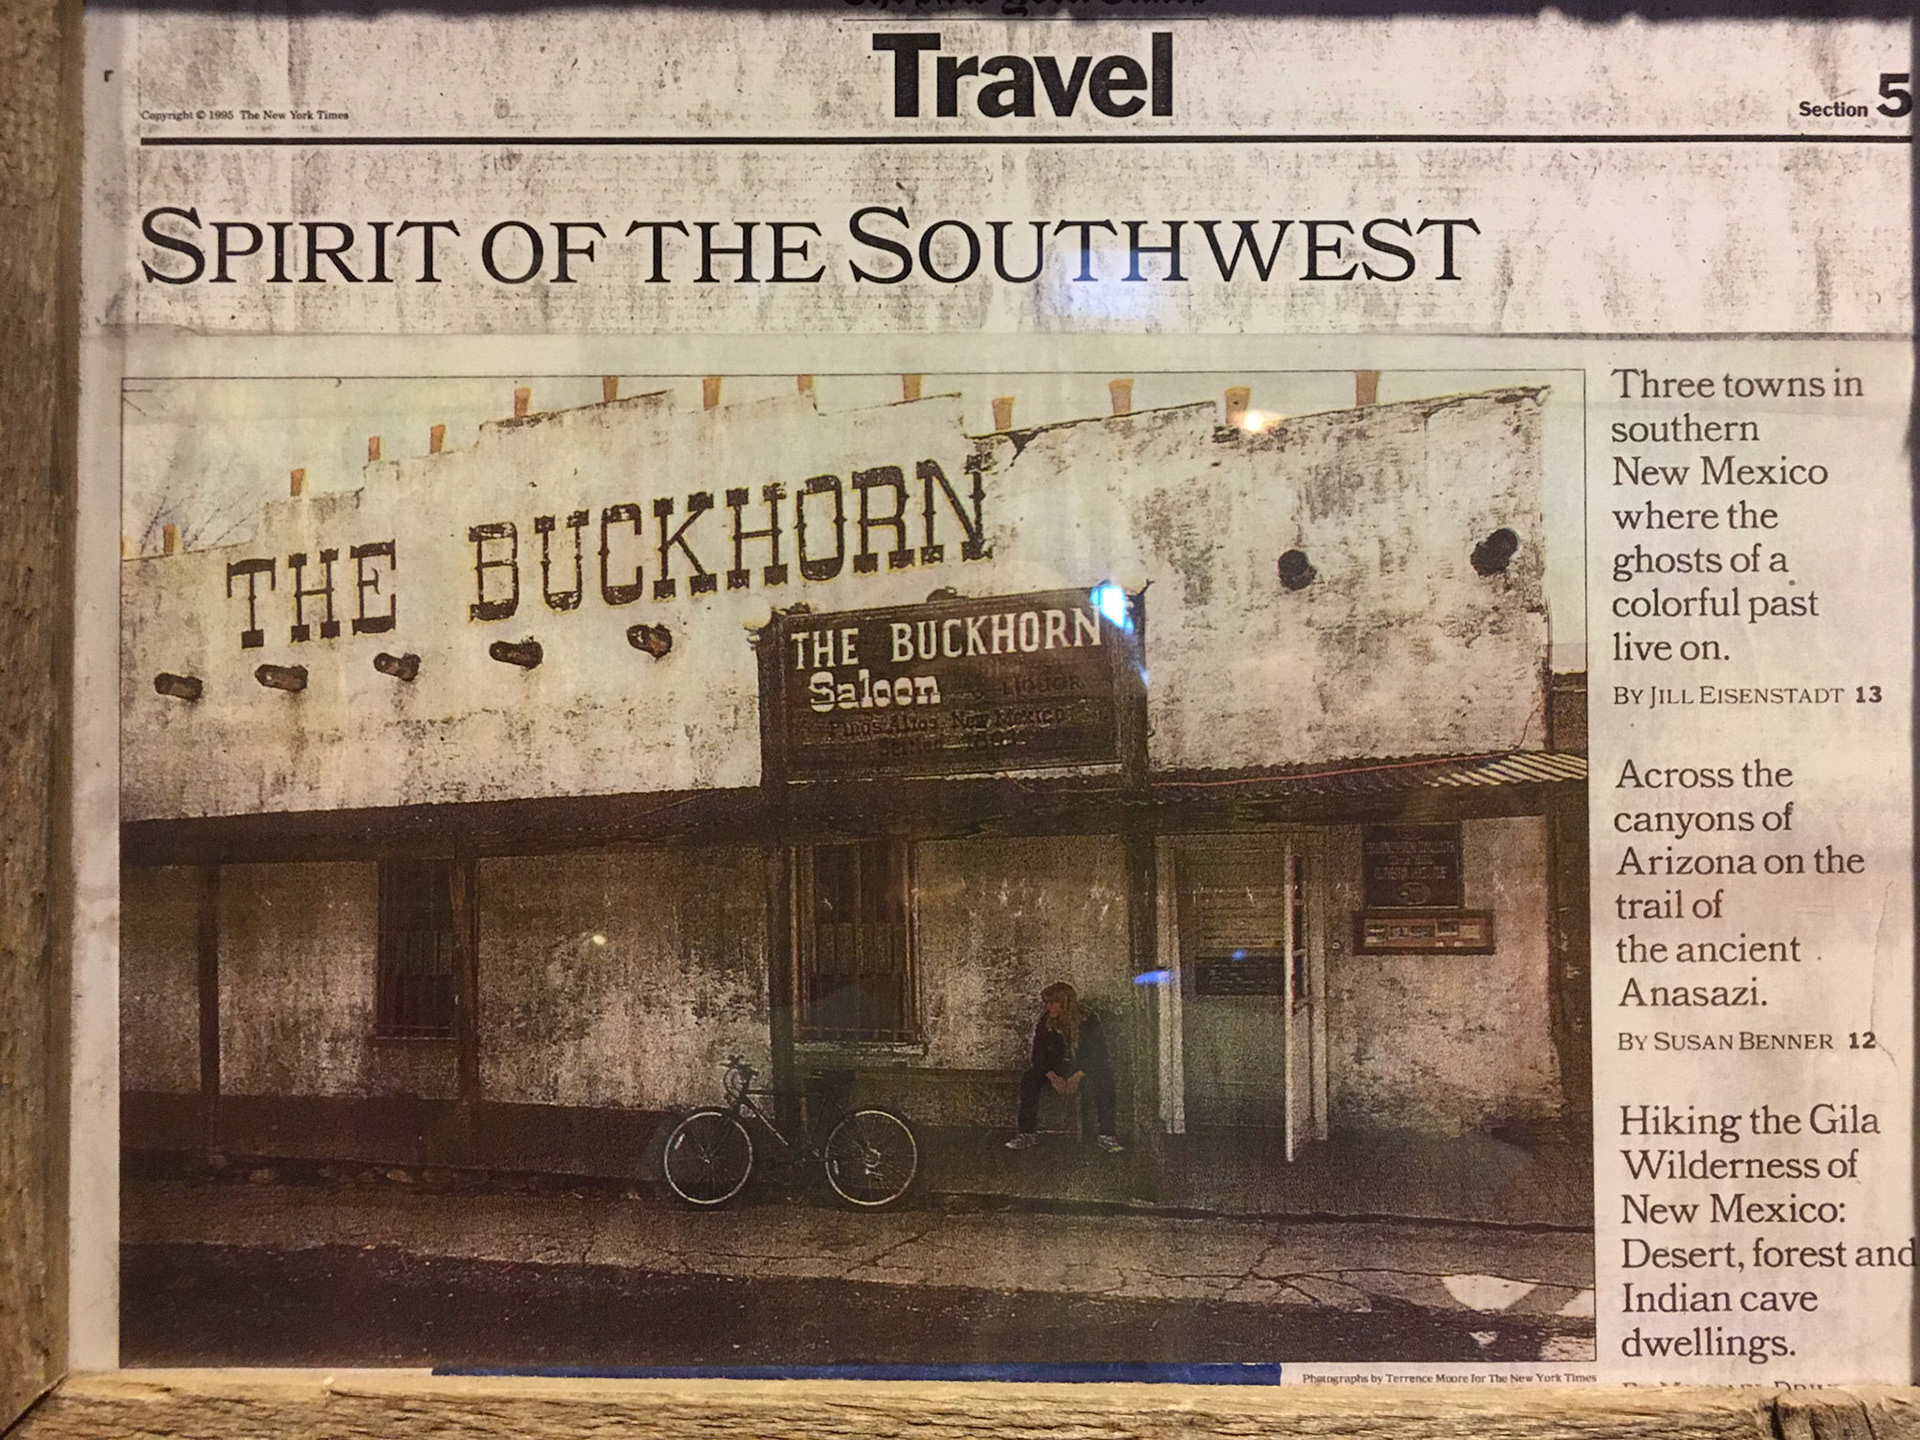 Travel
Copyright © 1995 The New York Times
Section 5
SPIRIT OF THE SOUTHWEST
THE BUCKHORN
THE BUCKHORN
Saloon
LIQUOR
Pinos Altos, New Mexico
Three towns in
southern
New Mexico
where the
ghosts of a
colorful past
live on.
BY JILL EISENSTADT 13
Across the
canyons of
Arizona on the
trail of
the ancient
Anasazi.
BY SUSAN BENNER 12
Hiking the Gila
Wilderness of
New Mexico:
Desert, forest and
Indian cave
dwellings.
Photographs by Terrence Moore for The New York Times